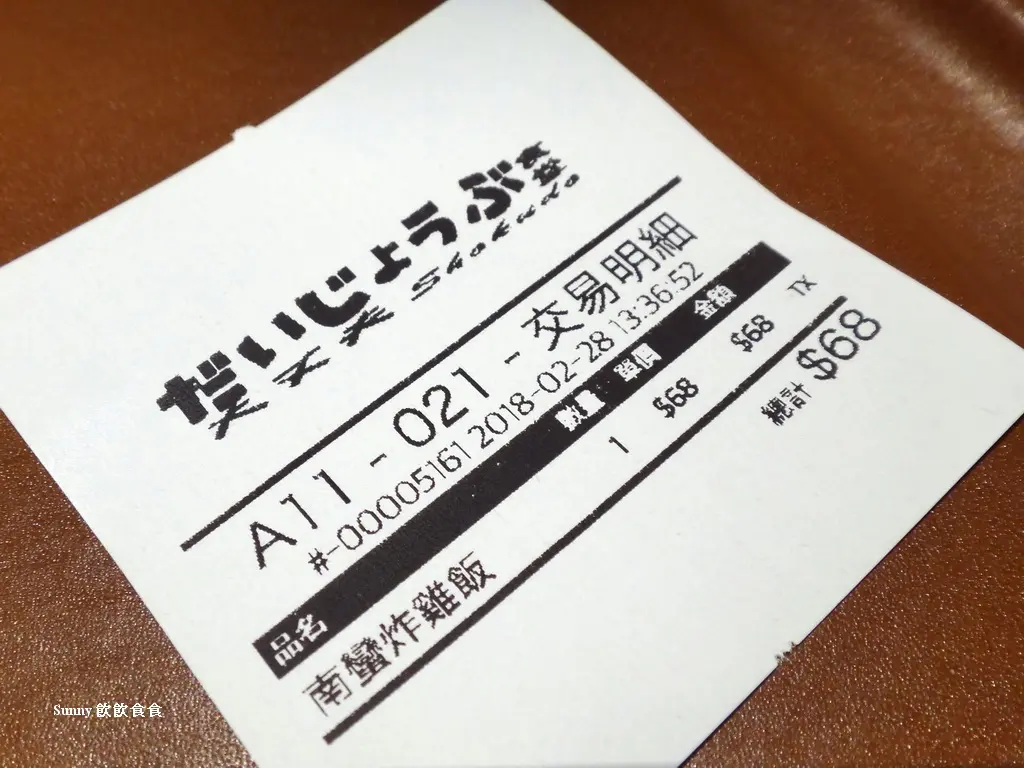 だいじょうぶ食堂
大丈夫
A11 - 021 - 交易明細
#-000005161 2018-02-28 13:36:52
品名 數量 單價 金額
南蠻炸雞飯 1 $68 $68 TX
總計 $68
Sunny 飲飲食食